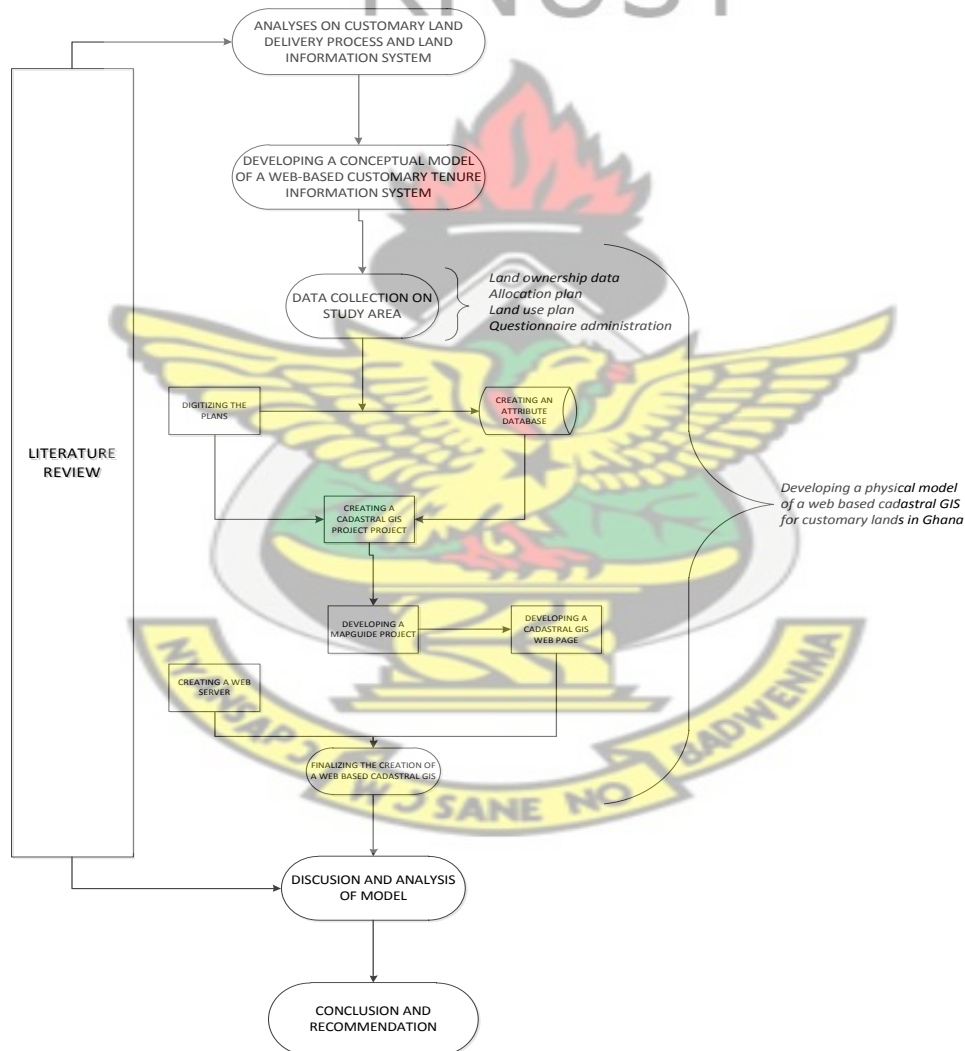 KNUST
ANALYSES ON CUSTOMARY LAND
DELIVERY PROCESS AND LAND
INFORMATION SYSTEM
DEVELOPING A CONCEPTUAL MODEL
OF A WEB-BASED CUSTOMARY TENURE
INFORMATION SYSTEM
DATA COLLECTION ON
STUDY AREA
Land ownership data
Allocation plan
Land use plan
Questionnaire administration
DIGITIZING THE
PLANS
CREATING AN
ATTRIBUTE
DATABASE
LITERATURE
REVIEW
CREATING A
CADASTRAL GIS
PROJECT PROJECT
Developing a physical model
of a web based cadastral GIS
for customary lands in Ghana
DEVELOPING A
MAPGUIDE PROJECT
DEVELOPING A
CADASTRAL GIS
WEB PAGE
CREATING A WEB
SERVER
FINALIZING THE CREATION OF
A WEB BASED CADASTRAL GIS
NYANSAPƆ WƆ SANE NO BADWENMA
DISCUSION AND ANALYSIS
OF MODEL
CONCLUSION AND
RECOMMENDATION